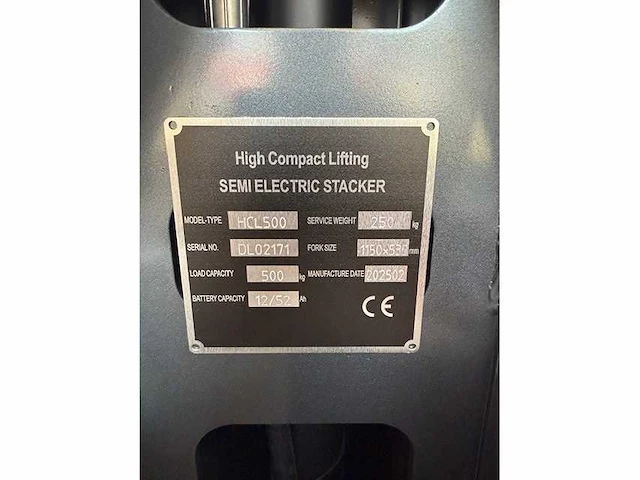 High Compact Lifting
SEMI ELECTRIC STACKER
MODEL-TYPE HCL500 SERVICE WEIGHT 250 kg
SERIAL NO. DL02171 FORK SIZE 1150x530 mm
LOAD CAPACITY 500 kg MANUFACTURE DATE 202502
BATTERY CAPACITY 12/52 Ah
CE